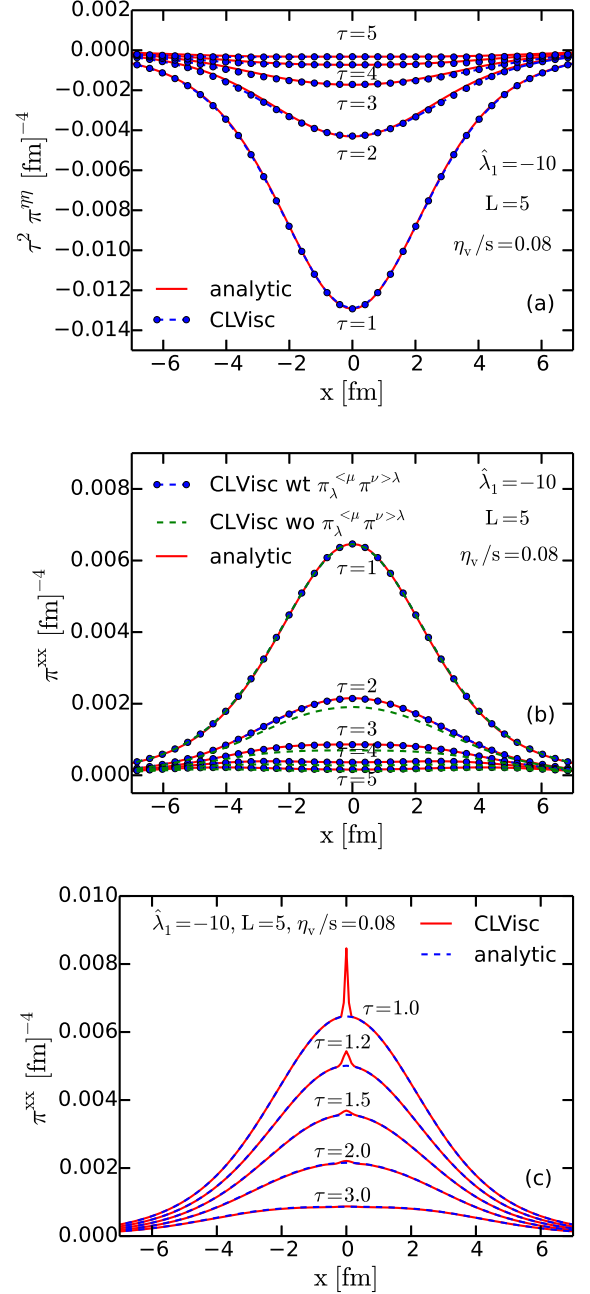 0.002
τ=5
0.000
τ=4
−0.002
τ=3
−0.004
τ=2
λ̂₁=−10
−0.006
L=5
−0.008
η_v/s=0.08
−0.010
τ² π^{ηη} [fm]^{−4}
−0.012
analytic
CLVisc
τ=1
(a)
−0.014
−6 −4 −2 0 2 4 6
x [fm]
CLVisc wt π_λ^{<μ}π^{ν>λ}
λ̂₁=−10
0.008
CLVisc wo π_λ^{<μ}π^{ν>λ}
L=5
analytic
η_v/s=0.08
0.006
τ=1
π^{xx} [fm]^{−4}
0.004
τ=2
0.002
τ=3
(b)
τ=4
0.000
τ=5
−6 −4 −2 0 2 4 6
x [fm]
0.010
λ̂₁=−10, L=5, η_v/s=0.08
CLVisc
analytic
0.008
τ=1.0
0.006
τ=1.2
π^{xx} [fm]^{−4}
0.004
τ=1.5
τ=2.0
0.002
τ=3.0
(c)
0.000
−6 −4 −2 0 2 4 6
x [fm]